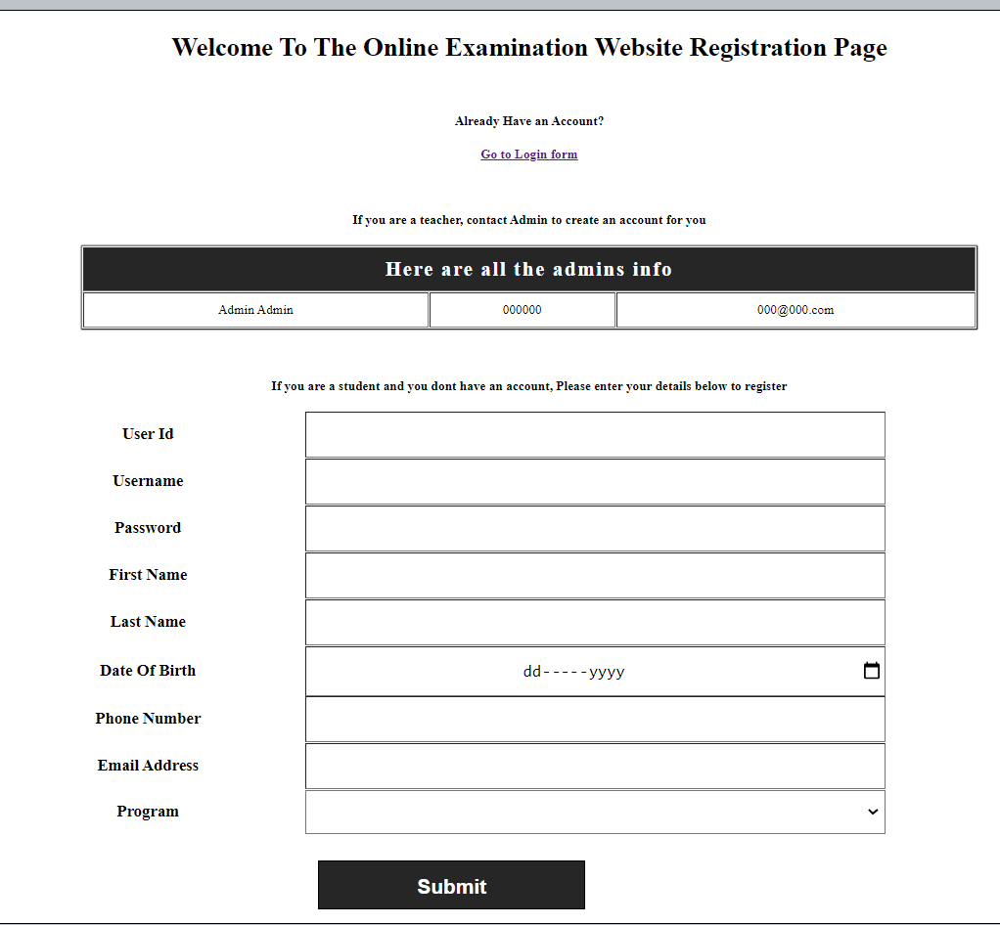 Welcome To The Online Examination Website Registration Page
Already Have an Account?
Go to Login form
If you are a teacher, contact Admin to create an account for you
Here are all the admins info
Admin Admin 000000 000@000.com
If you are a student and you dont have an account, Please enter your details below to register
User Id
Username
Password
First Name
Last Name
Date Of Birth dd-----yyyy
Phone Number
Email Address
Program
Submit